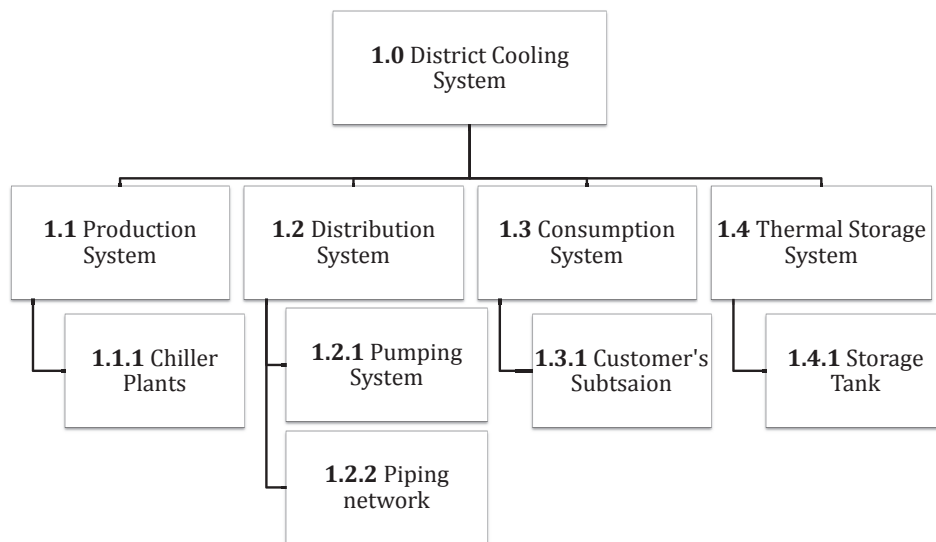 1.0 District Cooling
System
1.1 Production
System
1.2 Distribution
System
1.3 Consumption
System
1.4 Thermal Storage
System
1.1.1 Chiller
Plants
1.2.1 Pumping
System
1.3.1 Customer's
Subtsaion
1.4.1 Storage
Tank
1.2.2 Piping
network